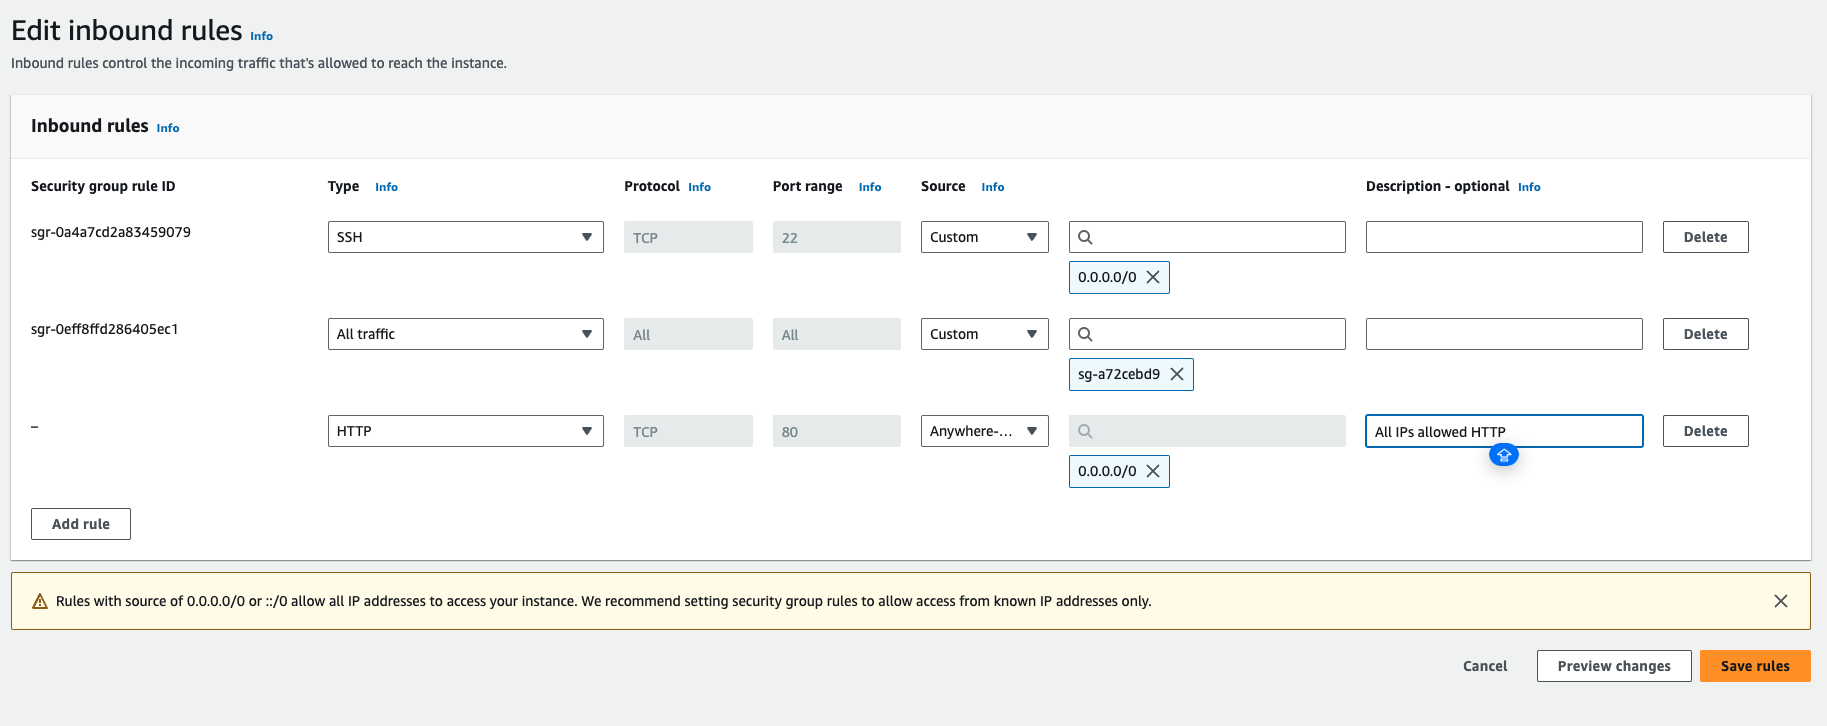 Edit inbound rules Info
Inbound rules control the incoming traffic that's allowed to reach the instance.
Inbound rules Info
Security group rule ID Type Info Protocol Info Port range Info Source Info Description - optional Info
sgr-0a4a7cd2a83459079 SSH TCP 22 Custom Delete
0.0.0.0/0
sgr-0eff8ffd286405ec1 All traffic All All Custom Delete
sg-a72cebd9
– HTTP TCP 80 Anywhere-... All IPs allowed HTTP Delete
0.0.0.0/0
Add rule
Rules with source of 0.0.0.0/0 or ::/0 allow all IP addresses to access your instance. We recommend setting security group rules to allow access from known IP addresses only.
Cancel Preview changes Save rules